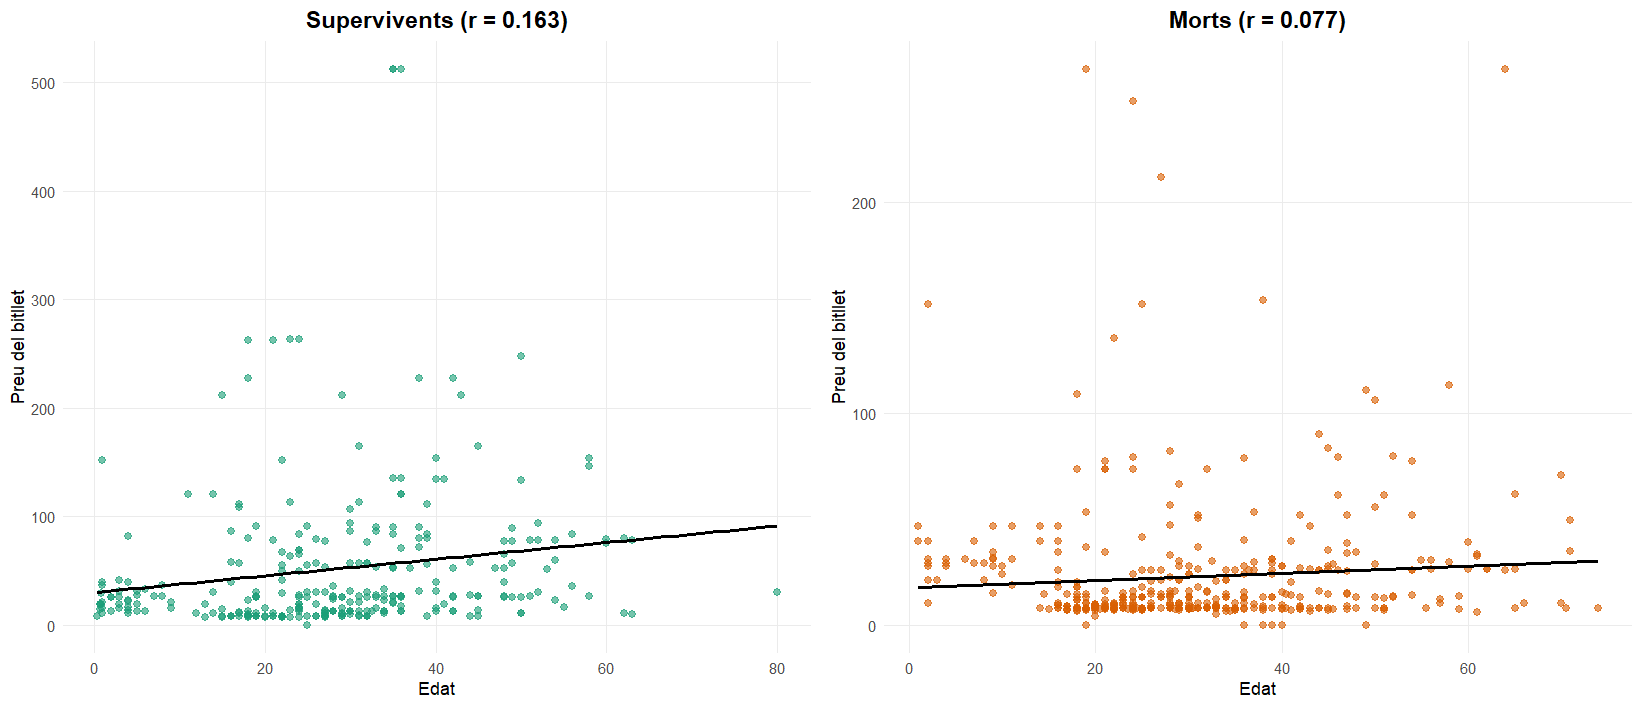 Supervivents (r = 0.163)
Preu del bitllet
500
400
300
200
100
0
0 20 40 60 80
Edat
Morts (r = 0.077)
Preu del bitllet
200
100
0
0 20 40 60
Edat